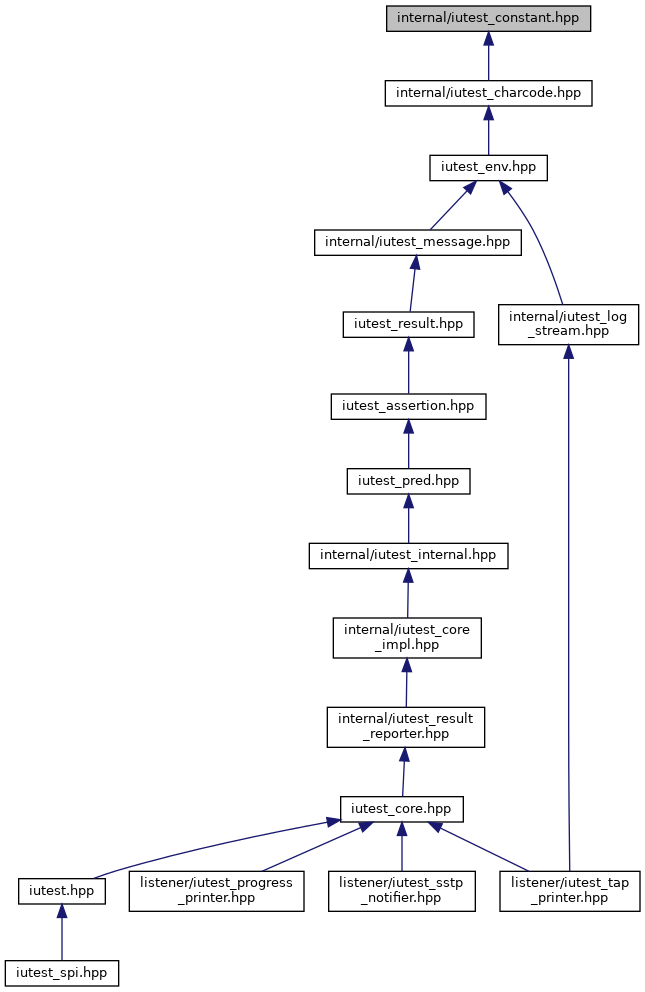 internal/iutest_constant.hpp
internal/iutest_charcode.hpp
iutest_env.hpp
internal/iutest_message.hpp
internal/iutest_log
_stream.hpp
iutest_result.hpp
iutest_assertion.hpp
iutest_pred.hpp
internal/iutest_internal.hpp
internal/iutest_core
_impl.hpp
internal/iutest_result
_reporter.hpp
iutest_core.hpp
iutest.hpp
listener/iutest_progress
_printer.hpp
listener/iutest_sstp
_notifier.hpp
listener/iutest_tap
_printer.hpp
iutest_spi.hpp